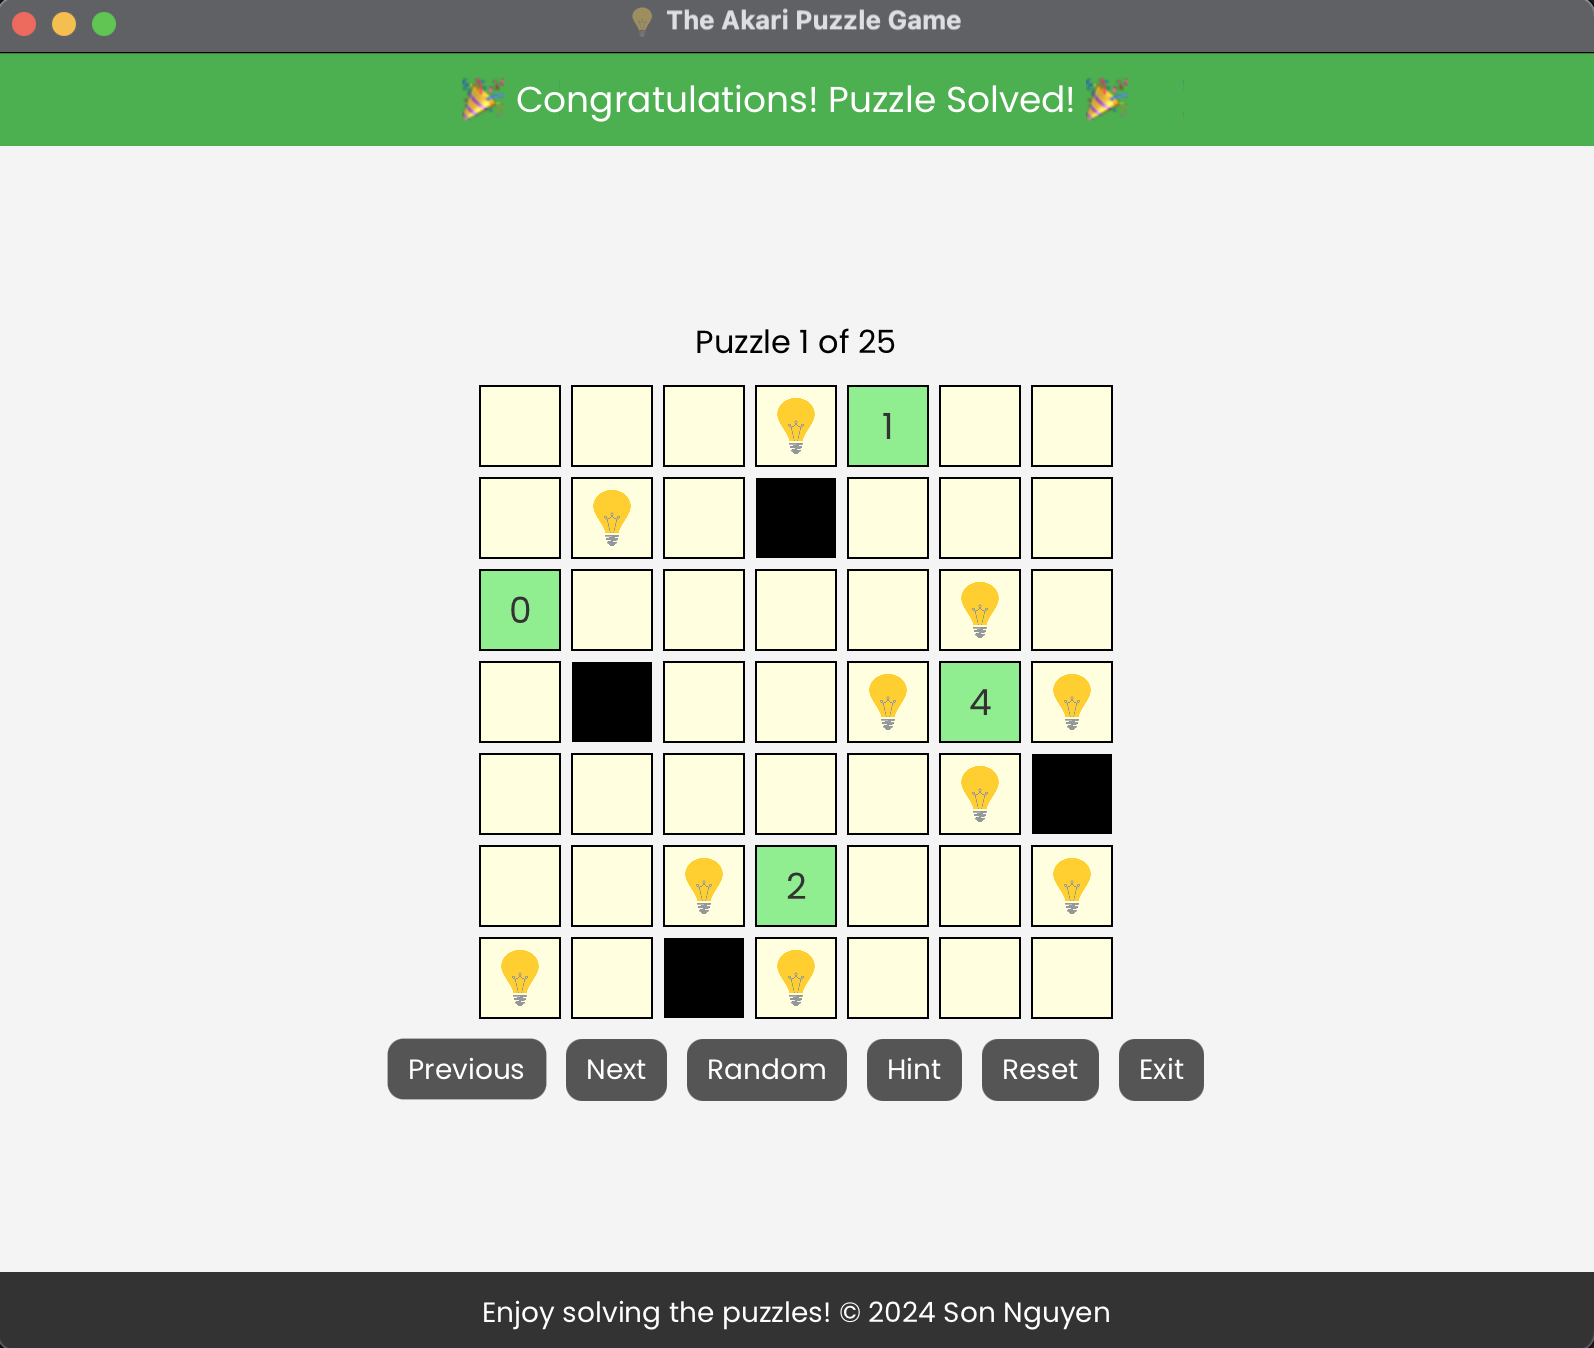 The Akari Puzzle Game
🎉 Congratulations! Puzzle Solved! 🎉
Puzzle 1 of 25
1
0
4
2
Previous Next Random Hint Reset Exit
Enjoy solving the puzzles! © 2024 Son Nguyen